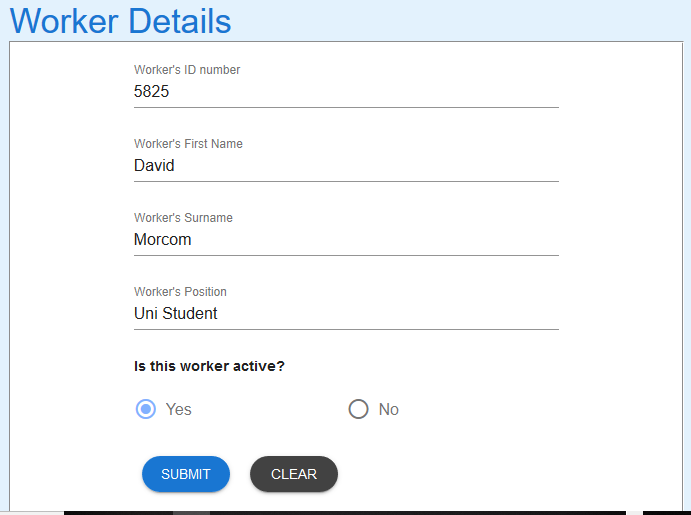 Worker Details
Worker's ID number
5825
Worker's First Name
David
Worker's Surname
Morcom
Worker's Position
Uni Student
Is this worker active?
Yes No
SUBMIT CLEAR